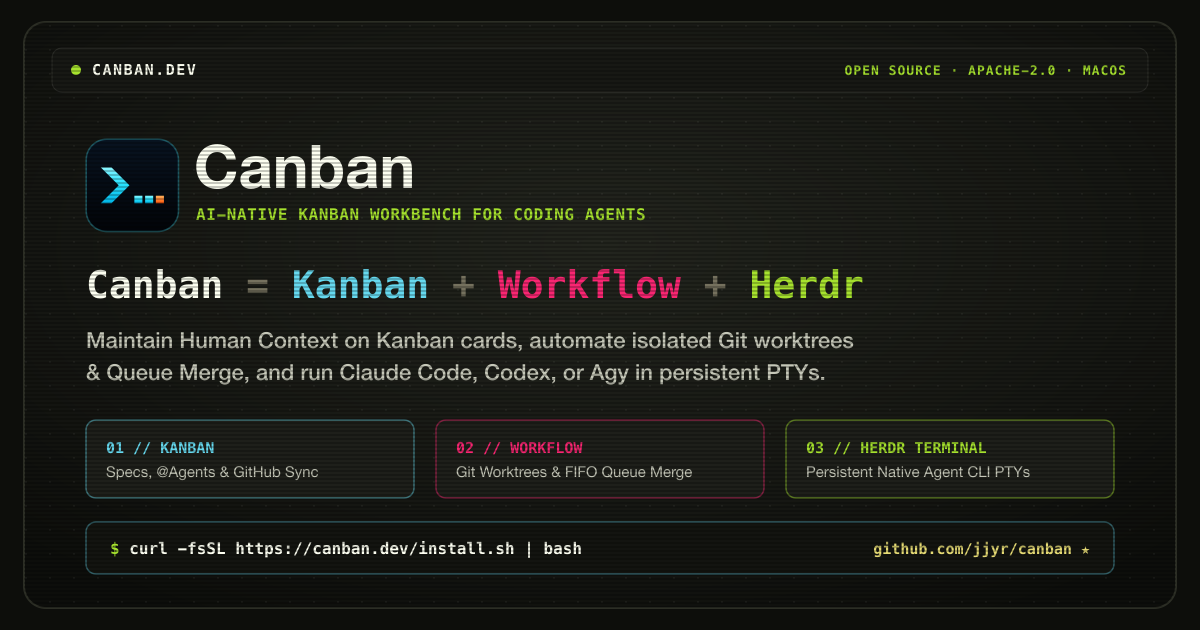 CANBAN.DEV
OPEN SOURCE · APACHE-2.0 · MACOS
Canban
AI-NATIVE KANBAN WORKBENCH FOR CODING AGENTS
Canban = Kanban + Workflow + Herdr
Maintain Human Context on Kanban cards, automate isolated Git worktrees
& Queue Merge, and run Claude Code, Codex, or Agy in persistent PTYs.
01 // KANBAN
Specs, @Agents & GitHub Sync
02 // WORKFLOW
Git Worktrees & FIFO Queue Merge
03 // HERDR TERMINAL
Persistent Native Agent CLI PTYs
$ curl -fsSL https://canban.dev/install.sh | bash
github.com/jjyr/canban ★